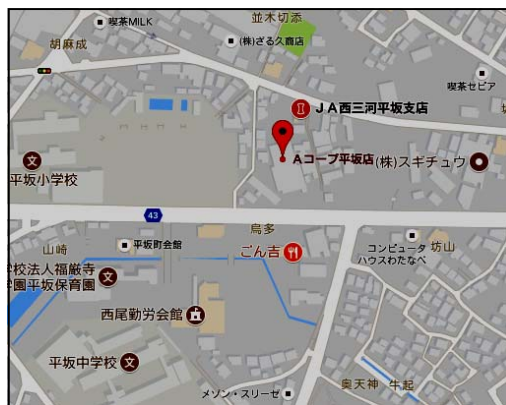 喫茶MILK
並木切添
胡麻成
(株)ざる久商店
喫茶セビア
JA西三河平坂支店
Aコープ平坂店
(株)スギチュウ
平坂小学校
43
烏多
山崎
平坂町会館
ごん吉
コンピュータ
ハウスわたなべ
坊山
学校法人福厳寺
学園平坂保育園
西尾勤労会館
平坂中学校
奥天神
牛起
メゾン・スリーゼ